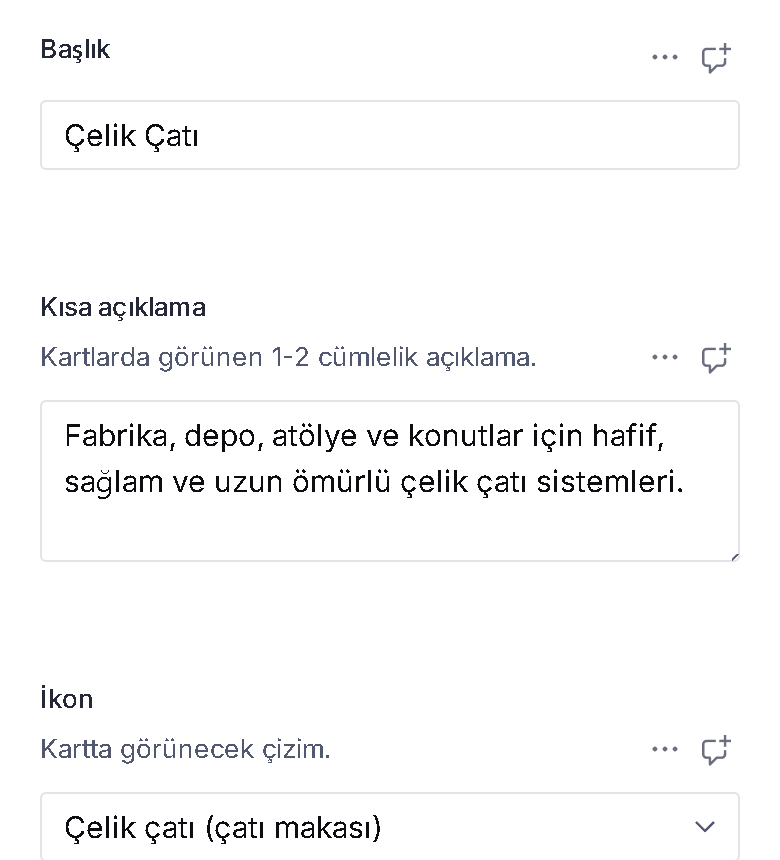 Başlık
Çelik Çatı
Kısa açıklama
Kartlarda görünen 1-2 cümlelik açıklama.
Fabrika, depo, atölye ve konutlar için hafif,
sağlam ve uzun ömürlü çelik çatı sistemleri.
İkon
Kartta görünecek çizim.
Çelik çatı (çatı makası)